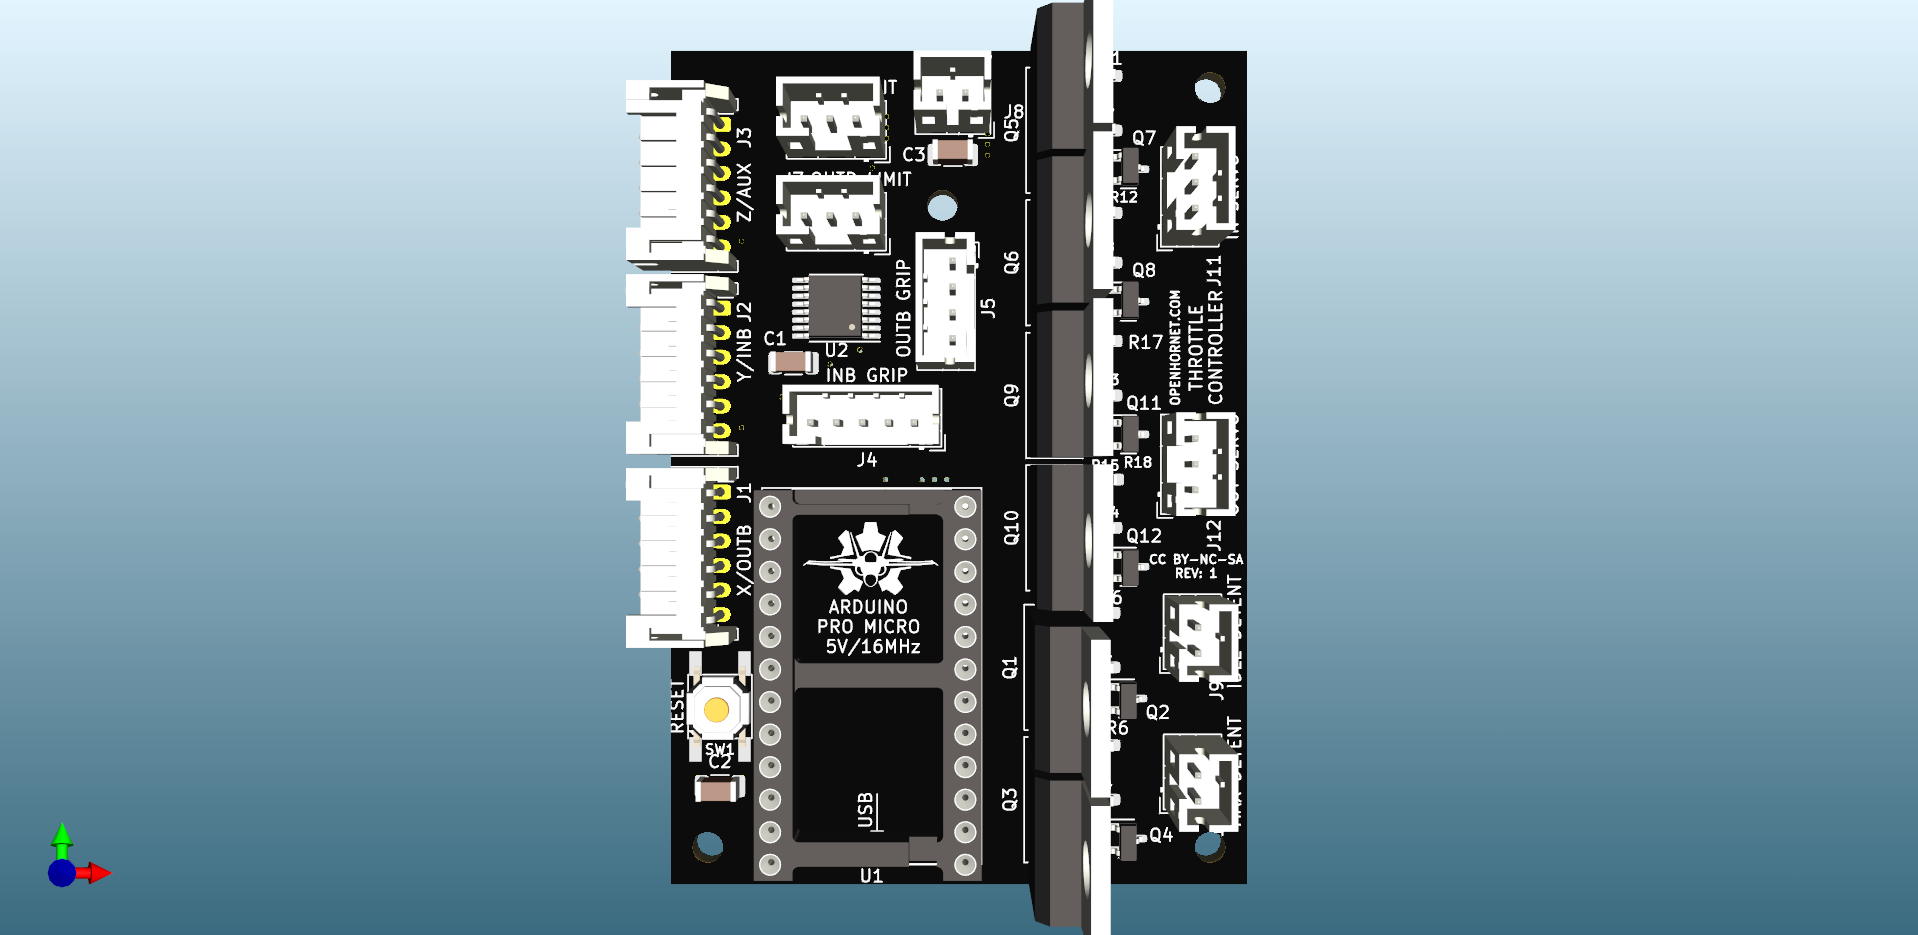 J3
Z/AUX
J2
Y/INB
J1
X/OUTB
RESET
SW1
C2
C3
J8
Q5
C1
U2
OUTB GRIP
J5
INB GRIP
J4
Q6
Q9
Q10
Q1
Q3
ARDUINO
PRO MICRO
5V/16MHz
USB
U1
Q7
R12
Q8
R17
Q11
R18
Q12
Q2
R6
Q4
J11
OPENHORNET.COM
THROTTLE
CONTROLLER
J12
CC BY-NC-SA
REV: 1
J9